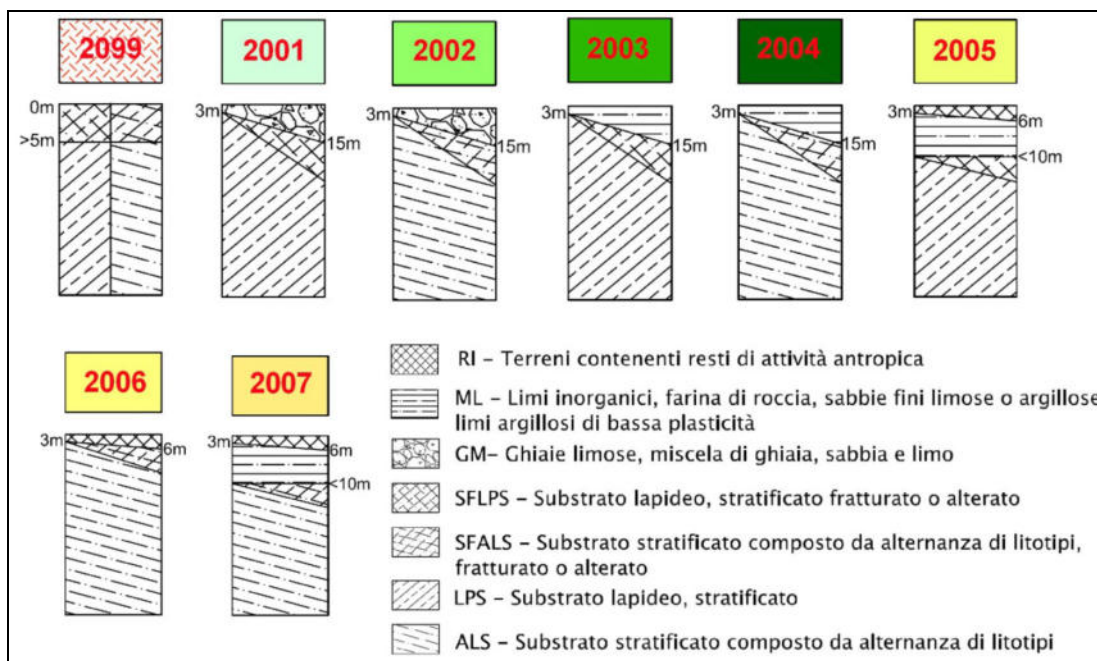 2099
2001
2002
2003
2004
2005
0m
>5m
3m
15m
3m
15m
3m
15m
3m
15m
3m
6m
<10m
2006
2007
3m
6m
3m
6m
<10m
RI – Terreni contenenti resti di attività antropica
ML – Limi inorganici, farina di roccia, sabbie fini limose o argillose
limi argillosi di bassa plasticità
GM– Ghiaie limose, miscela di ghiaia, sabbia e limo
SFLPS – Substrato lapideo, stratificato fratturato o alterato
SFALS – Substrato stratificato composto da alternanza di litotipi,
fratturato o alterato
LPS – Substrato lapideo, stratificato
ALS – Substrato stratificato composto da alternanza di litotipi